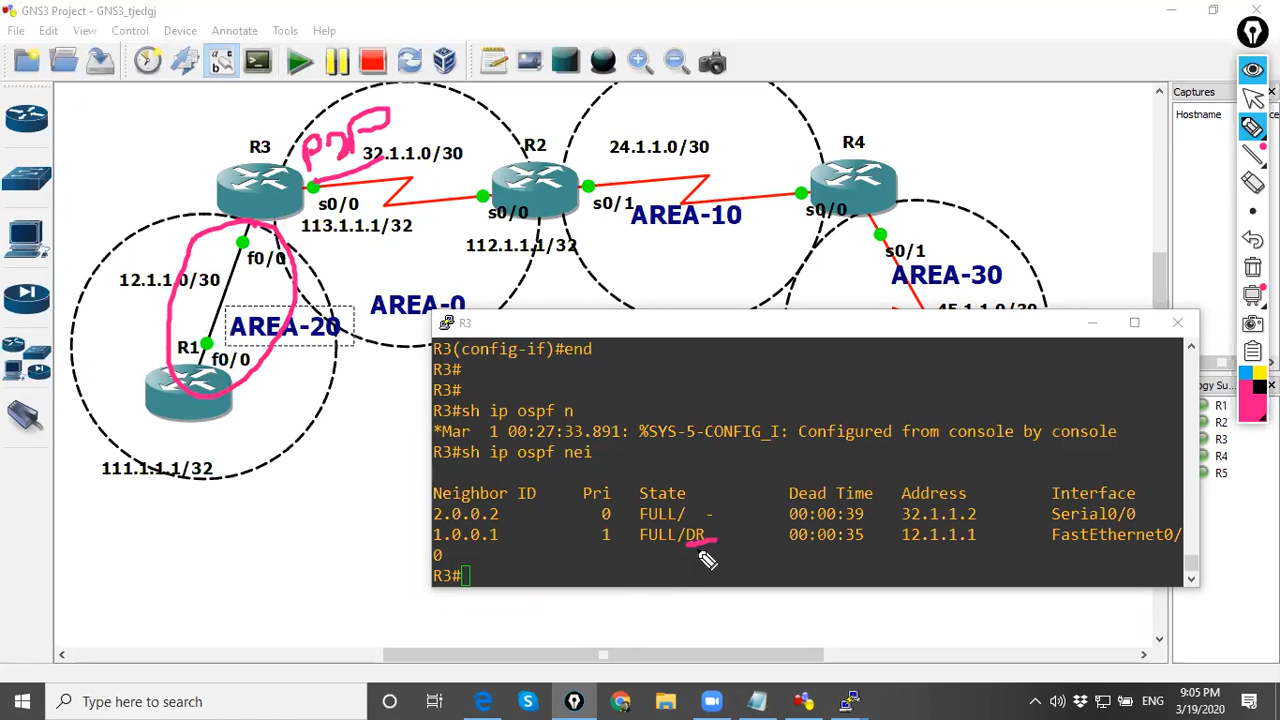 GNS3 Project - GNS3_tjedgj
File Edit View Control Device Annotate Tools Help
Captures
Hostname
R3
32.1.1.0/30
R2
24.1.1.0/30
R4
s0/0
113.1.1.1/32
s0/0
112.1.1.1/32
s0/1
AREA-10
s0/0
12.1.1.0/30
f0/0
s0/1
AREA-30
AREA-0
45.1.1.0/30
AREA-20
R1
f0/0
111.1.1.1/32
R3
R3(config-if)#end
R3#
R3#
R3#sh ip ospf n
*Mar  1 00:27:33.891: %SYS-5-CONFIG_I: Configured from console by console
R3#sh ip ospf nei
Neighbor ID     Pri   State           Dead Time   Address         Interface
2.0.0.2           0   FULL/  -        00:00:39    32.1.1.2        Serial0/0
1.0.0.1           1   FULL/DR         00:00:35    12.1.1.1        FastEthernet0/
0
R3#
R1
R2
R3
R4
R5
Type here to search
ENG
9:05 PM
3/19/2020